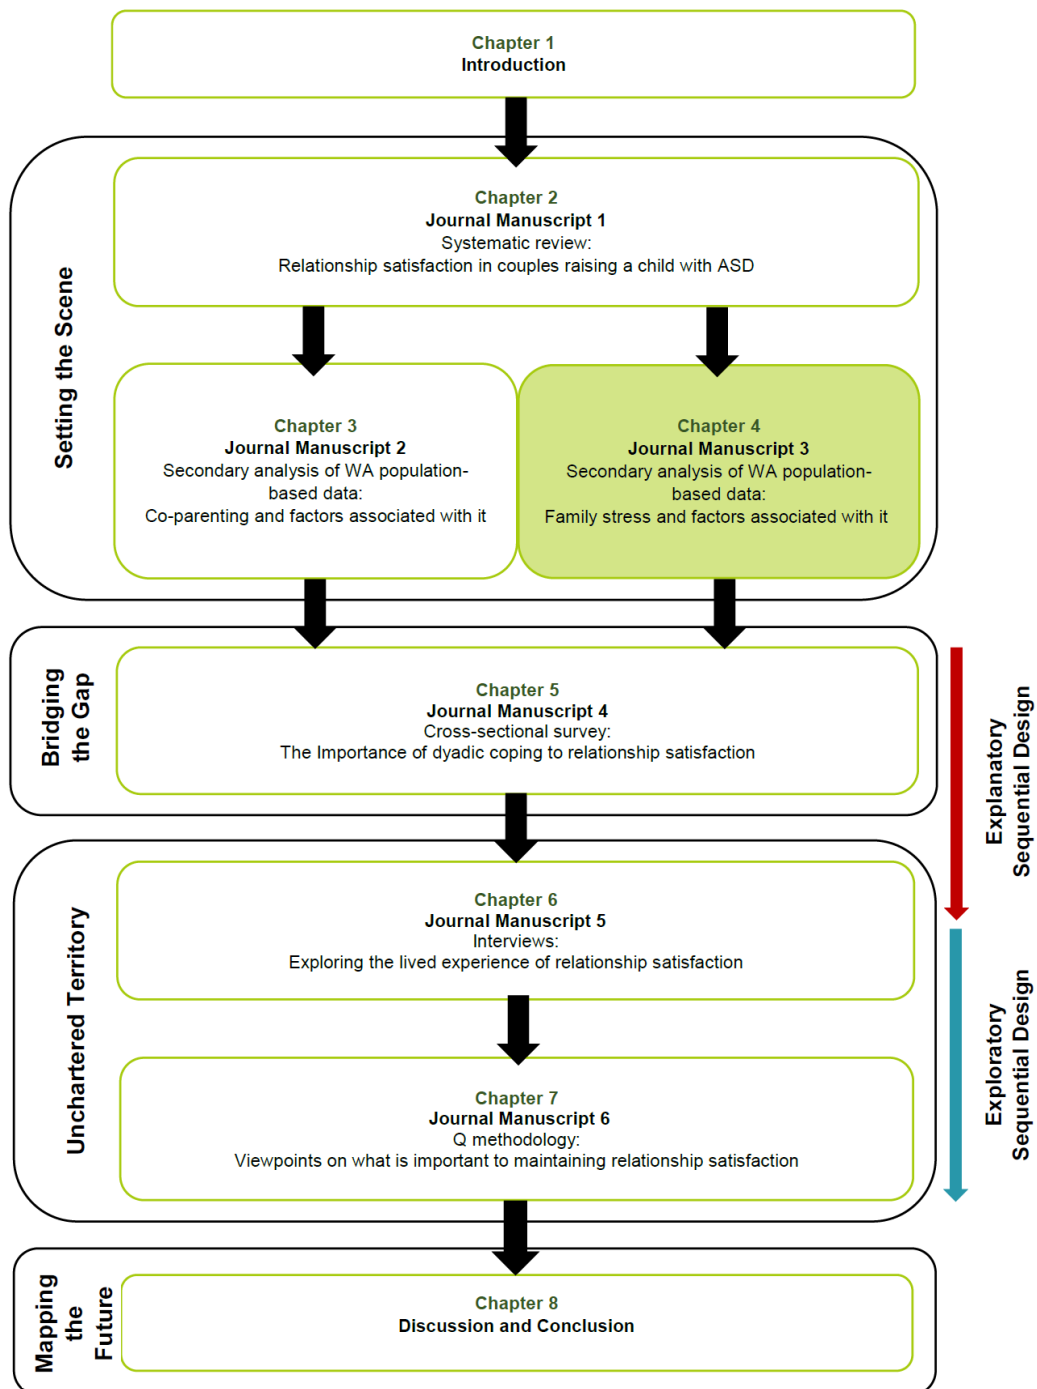 Chapter 1
Introduction
Setting the Scene
Chapter 2
Journal Manuscript 1
Systematic review:
Relationship satisfaction in couples raising a child with ASD
Chapter 3
Journal Manuscript 2
Secondary analysis of WA population-
based data:
Co-parenting and factors associated with it
Chapter 4
Journal Manuscript 3
Secondary analysis of WA population-
based data:
Family stress and factors associated with it
Bridging
the Gap
Chapter 5
Journal Manuscript 4
Cross-sectional survey:
The Importance of dyadic coping to relationship satisfaction
Explanatory
Sequential Design
Unchartered Territory
Chapter 6
Journal Manuscript 5
Interviews:
Exploring the lived experience of relationship satisfaction
Chapter 7
Journal Manuscript 6
Q methodology:
Viewpoints on what is important to maintaining relationship satisfaction
Exploratory
Sequential Design
Mapping
the
Future
Chapter 8
Discussion and Conclusion